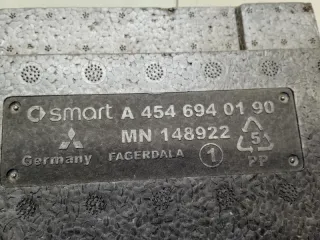 smart A 454 694 01 90
MN 148922
Germany FAGERDALA 1
5
PP